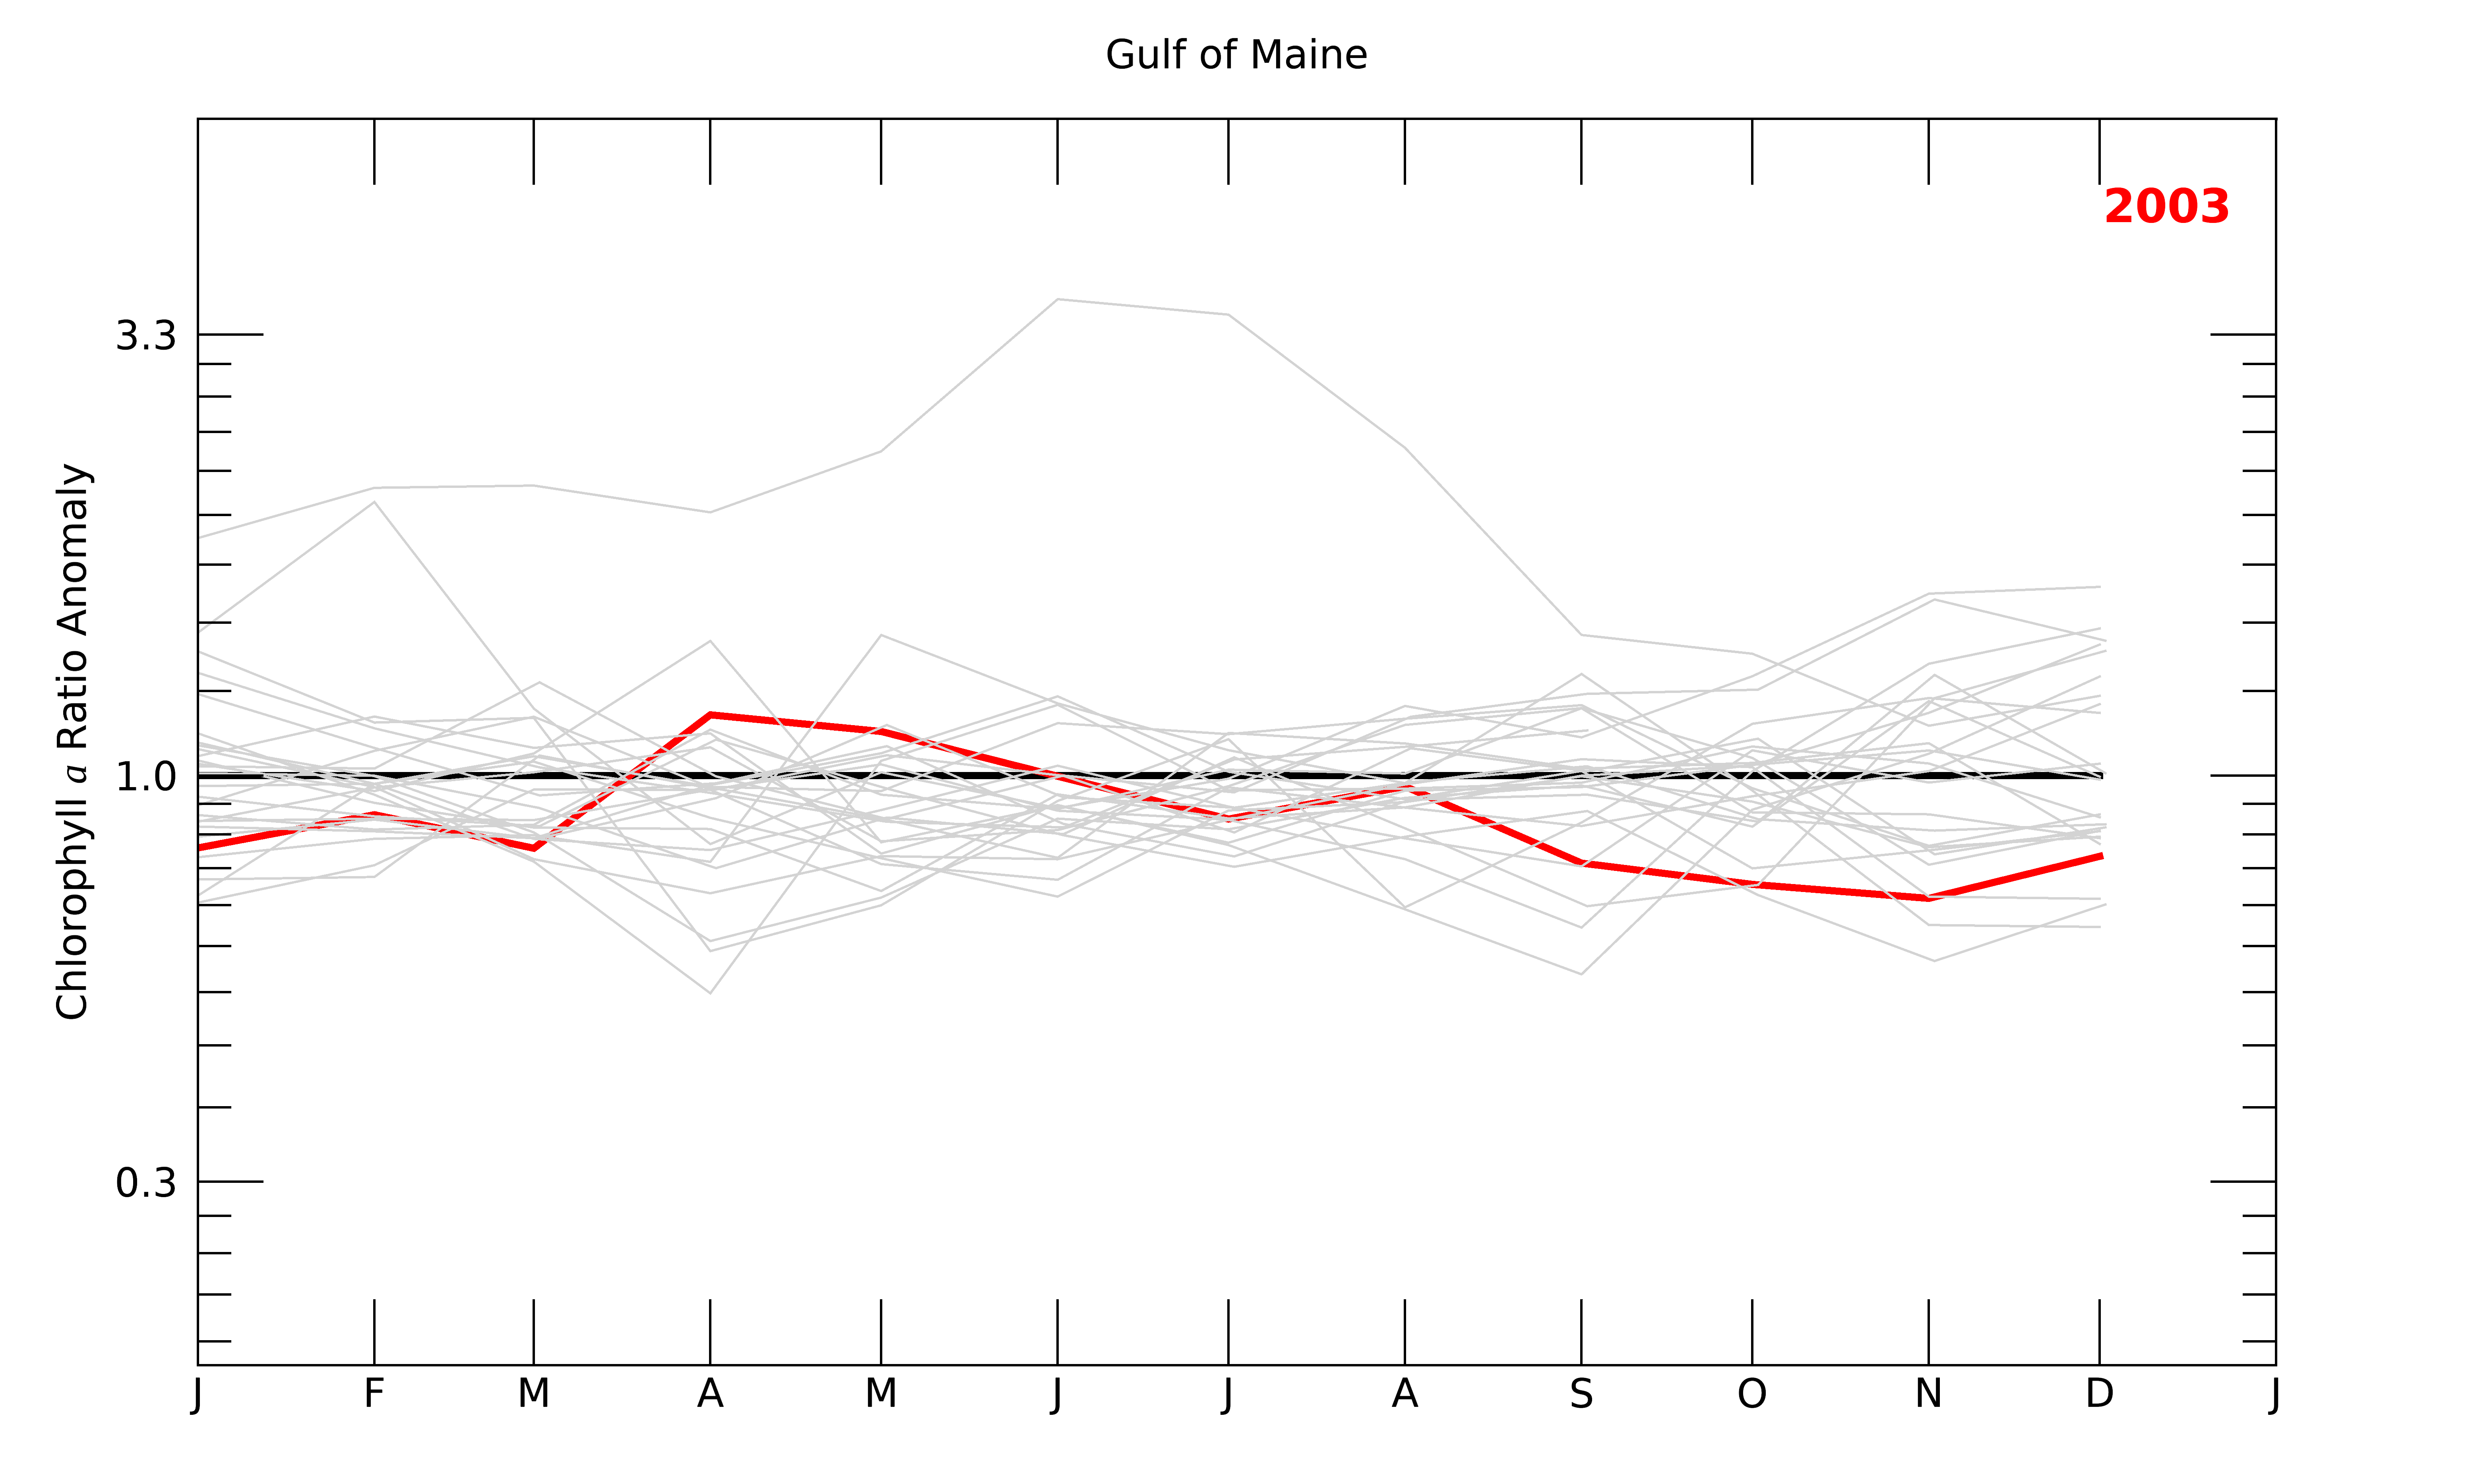 Gulf of Maine
2003
3.3
1.0
0.3
Chlorophyll a Ratio Anomaly
J F M A M J J A S O N D J